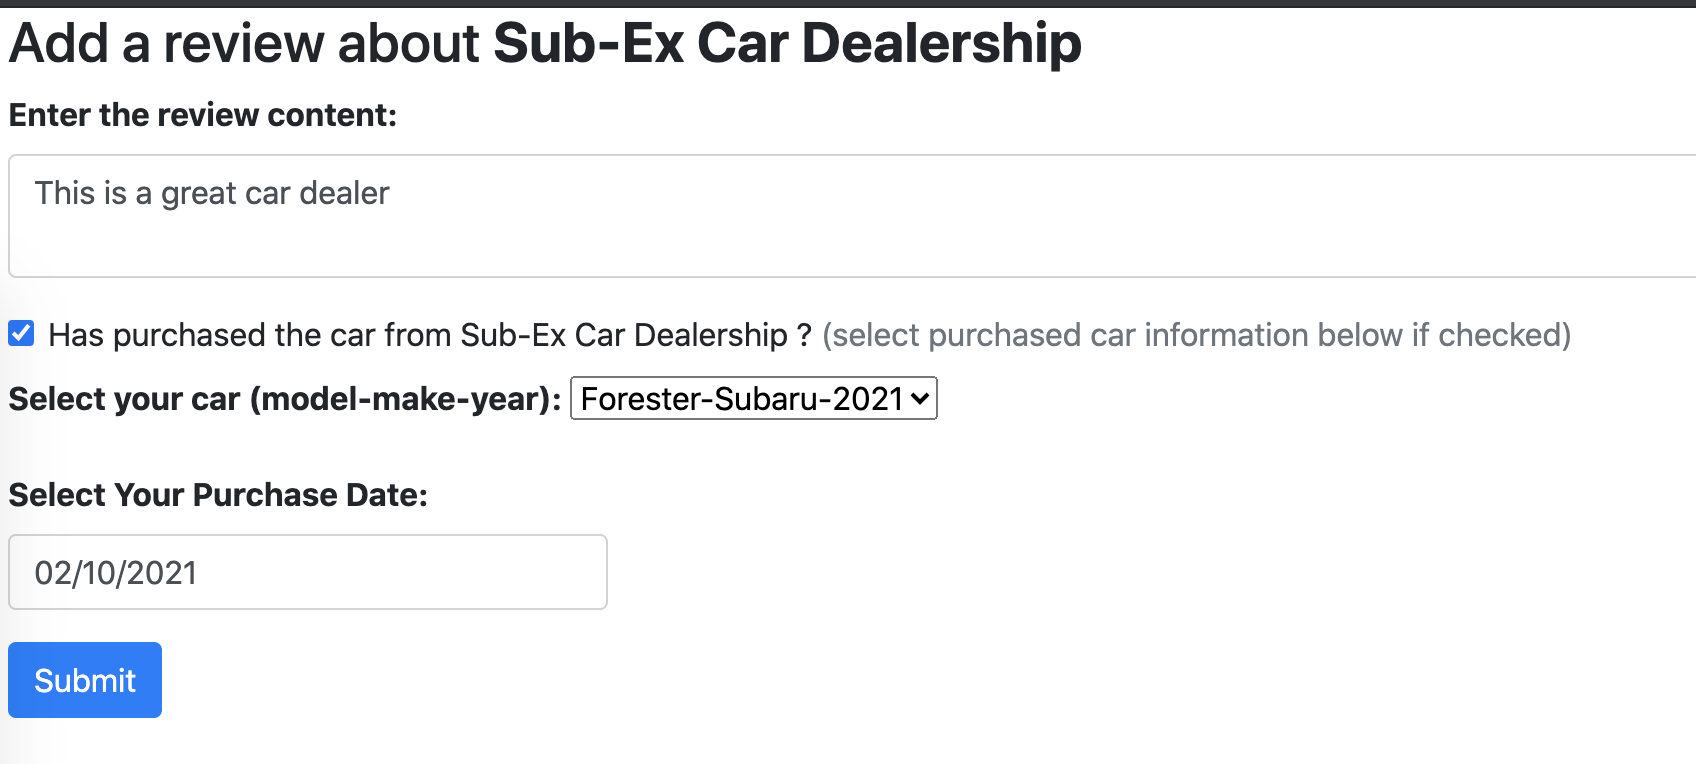 Add a review about Sub-Ex Car Dealership
Enter the review content:
This is a great car dealer
Has purchased the car from Sub-Ex Car Dealership ? (select purchased car information below if checked)
Select your car (model-make-year): Forester-Subaru-2021
Select Your Purchase Date:
02/10/2021
Submit